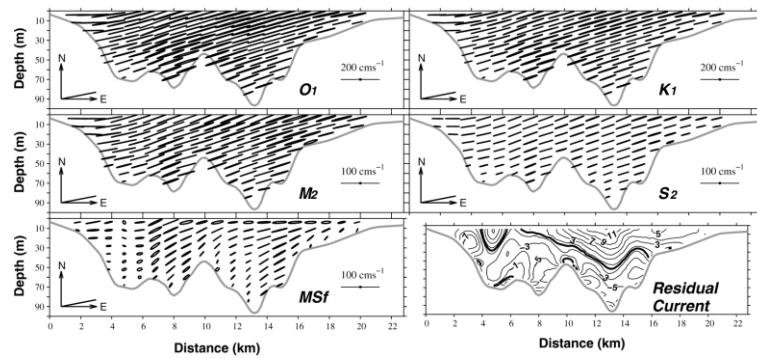 Depth (m)
10
30
50
70
90
N
E
200 cms⁻¹
O1
N
E
200 cms⁻¹
K1
Depth (m)
10
30
50
70
90
N
E
100 cms⁻¹
M2
N
E
100 cms⁻¹
S2
Depth (m)
10
30
50
70
90
N
E
100 cms⁻¹
MSf
11
Residual
Current
0 2 4 6 8 10 12 14 16 18 20 22
0 2 4 6 8 10 12 14 16 18 20 22
Distance (km)
Distance (km)